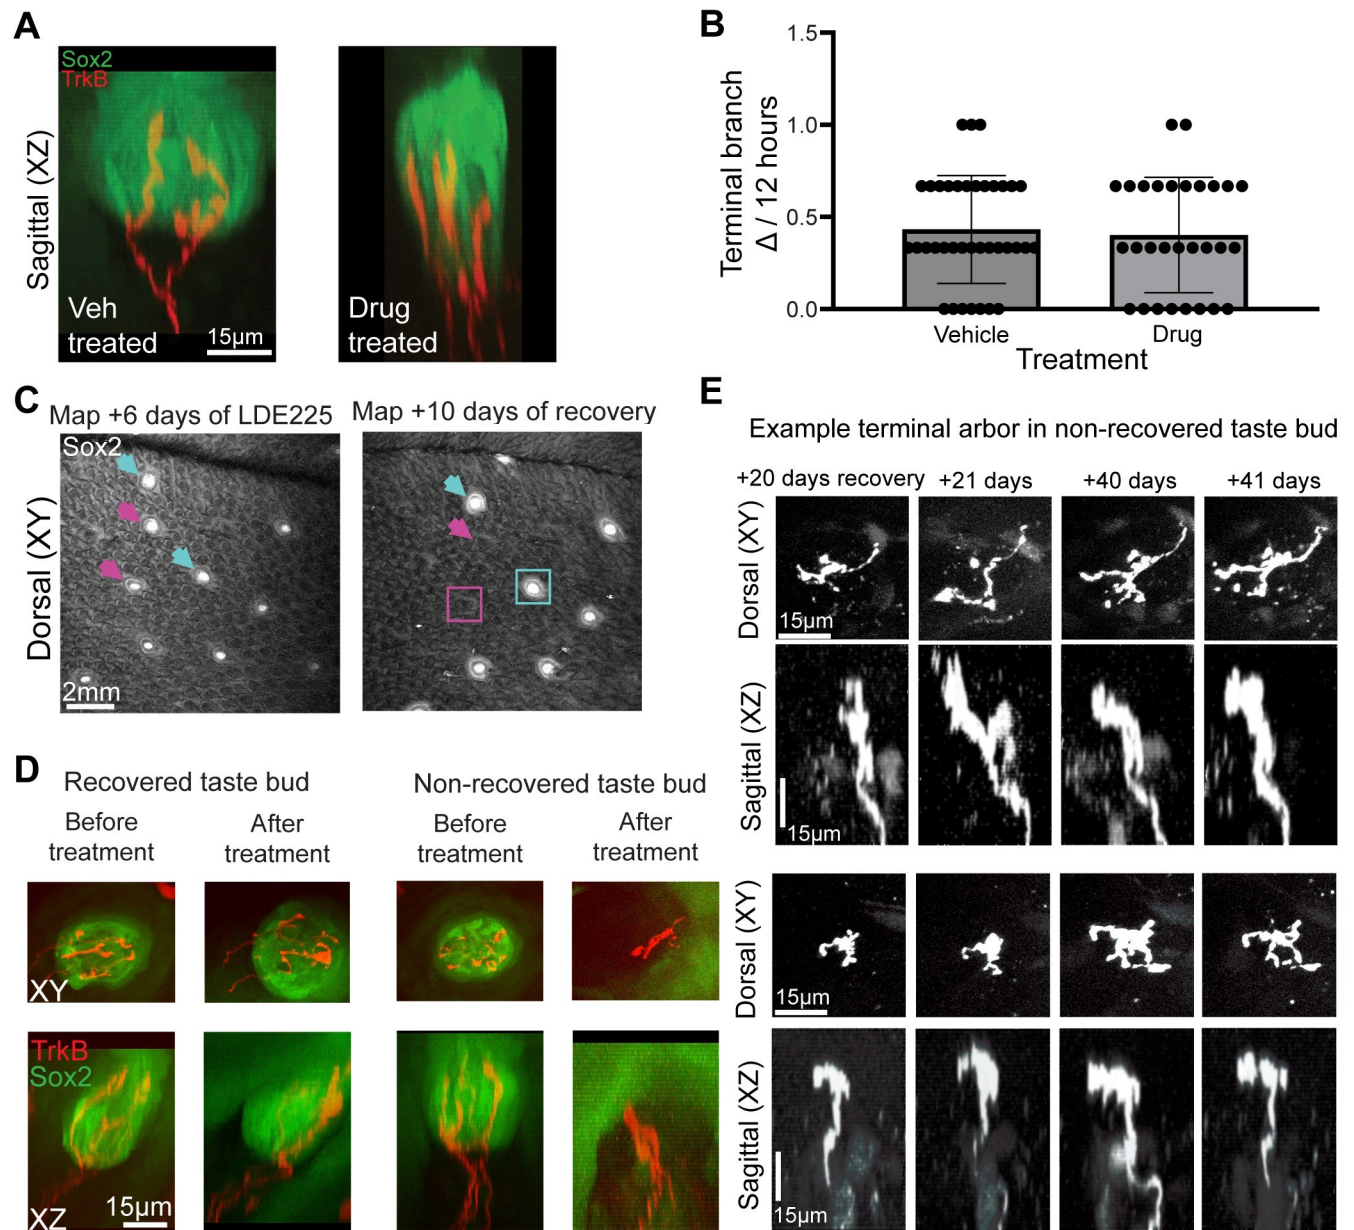 A
Sox2
TrkB
Sagittal (XZ)
Veh
treated
15µm
Drug
treated
B
Terminal branch
Δ / 12 hours
1.5
1.0
0.5
0.0
Vehicle
Drug
Treatment
C
Map +6 days of LDE225
Map +10 days of recovery
Sox2
Dorsal (XY)
2mm
D
Recovered taste bud
Non-recovered taste bud
Before
treatment
After
treatment
Before
treatment
After
treatment
XY
TrkB
Sox2
XZ
15µm
E
Example terminal arbor in non-recovered taste bud
+20 days recovery
+21 days
+40 days
+41 days
Dorsal (XY)
15µm
Sagittal (XZ)
15µm
Dorsal (XY)
15µm
Sagittal (XZ)
15µm